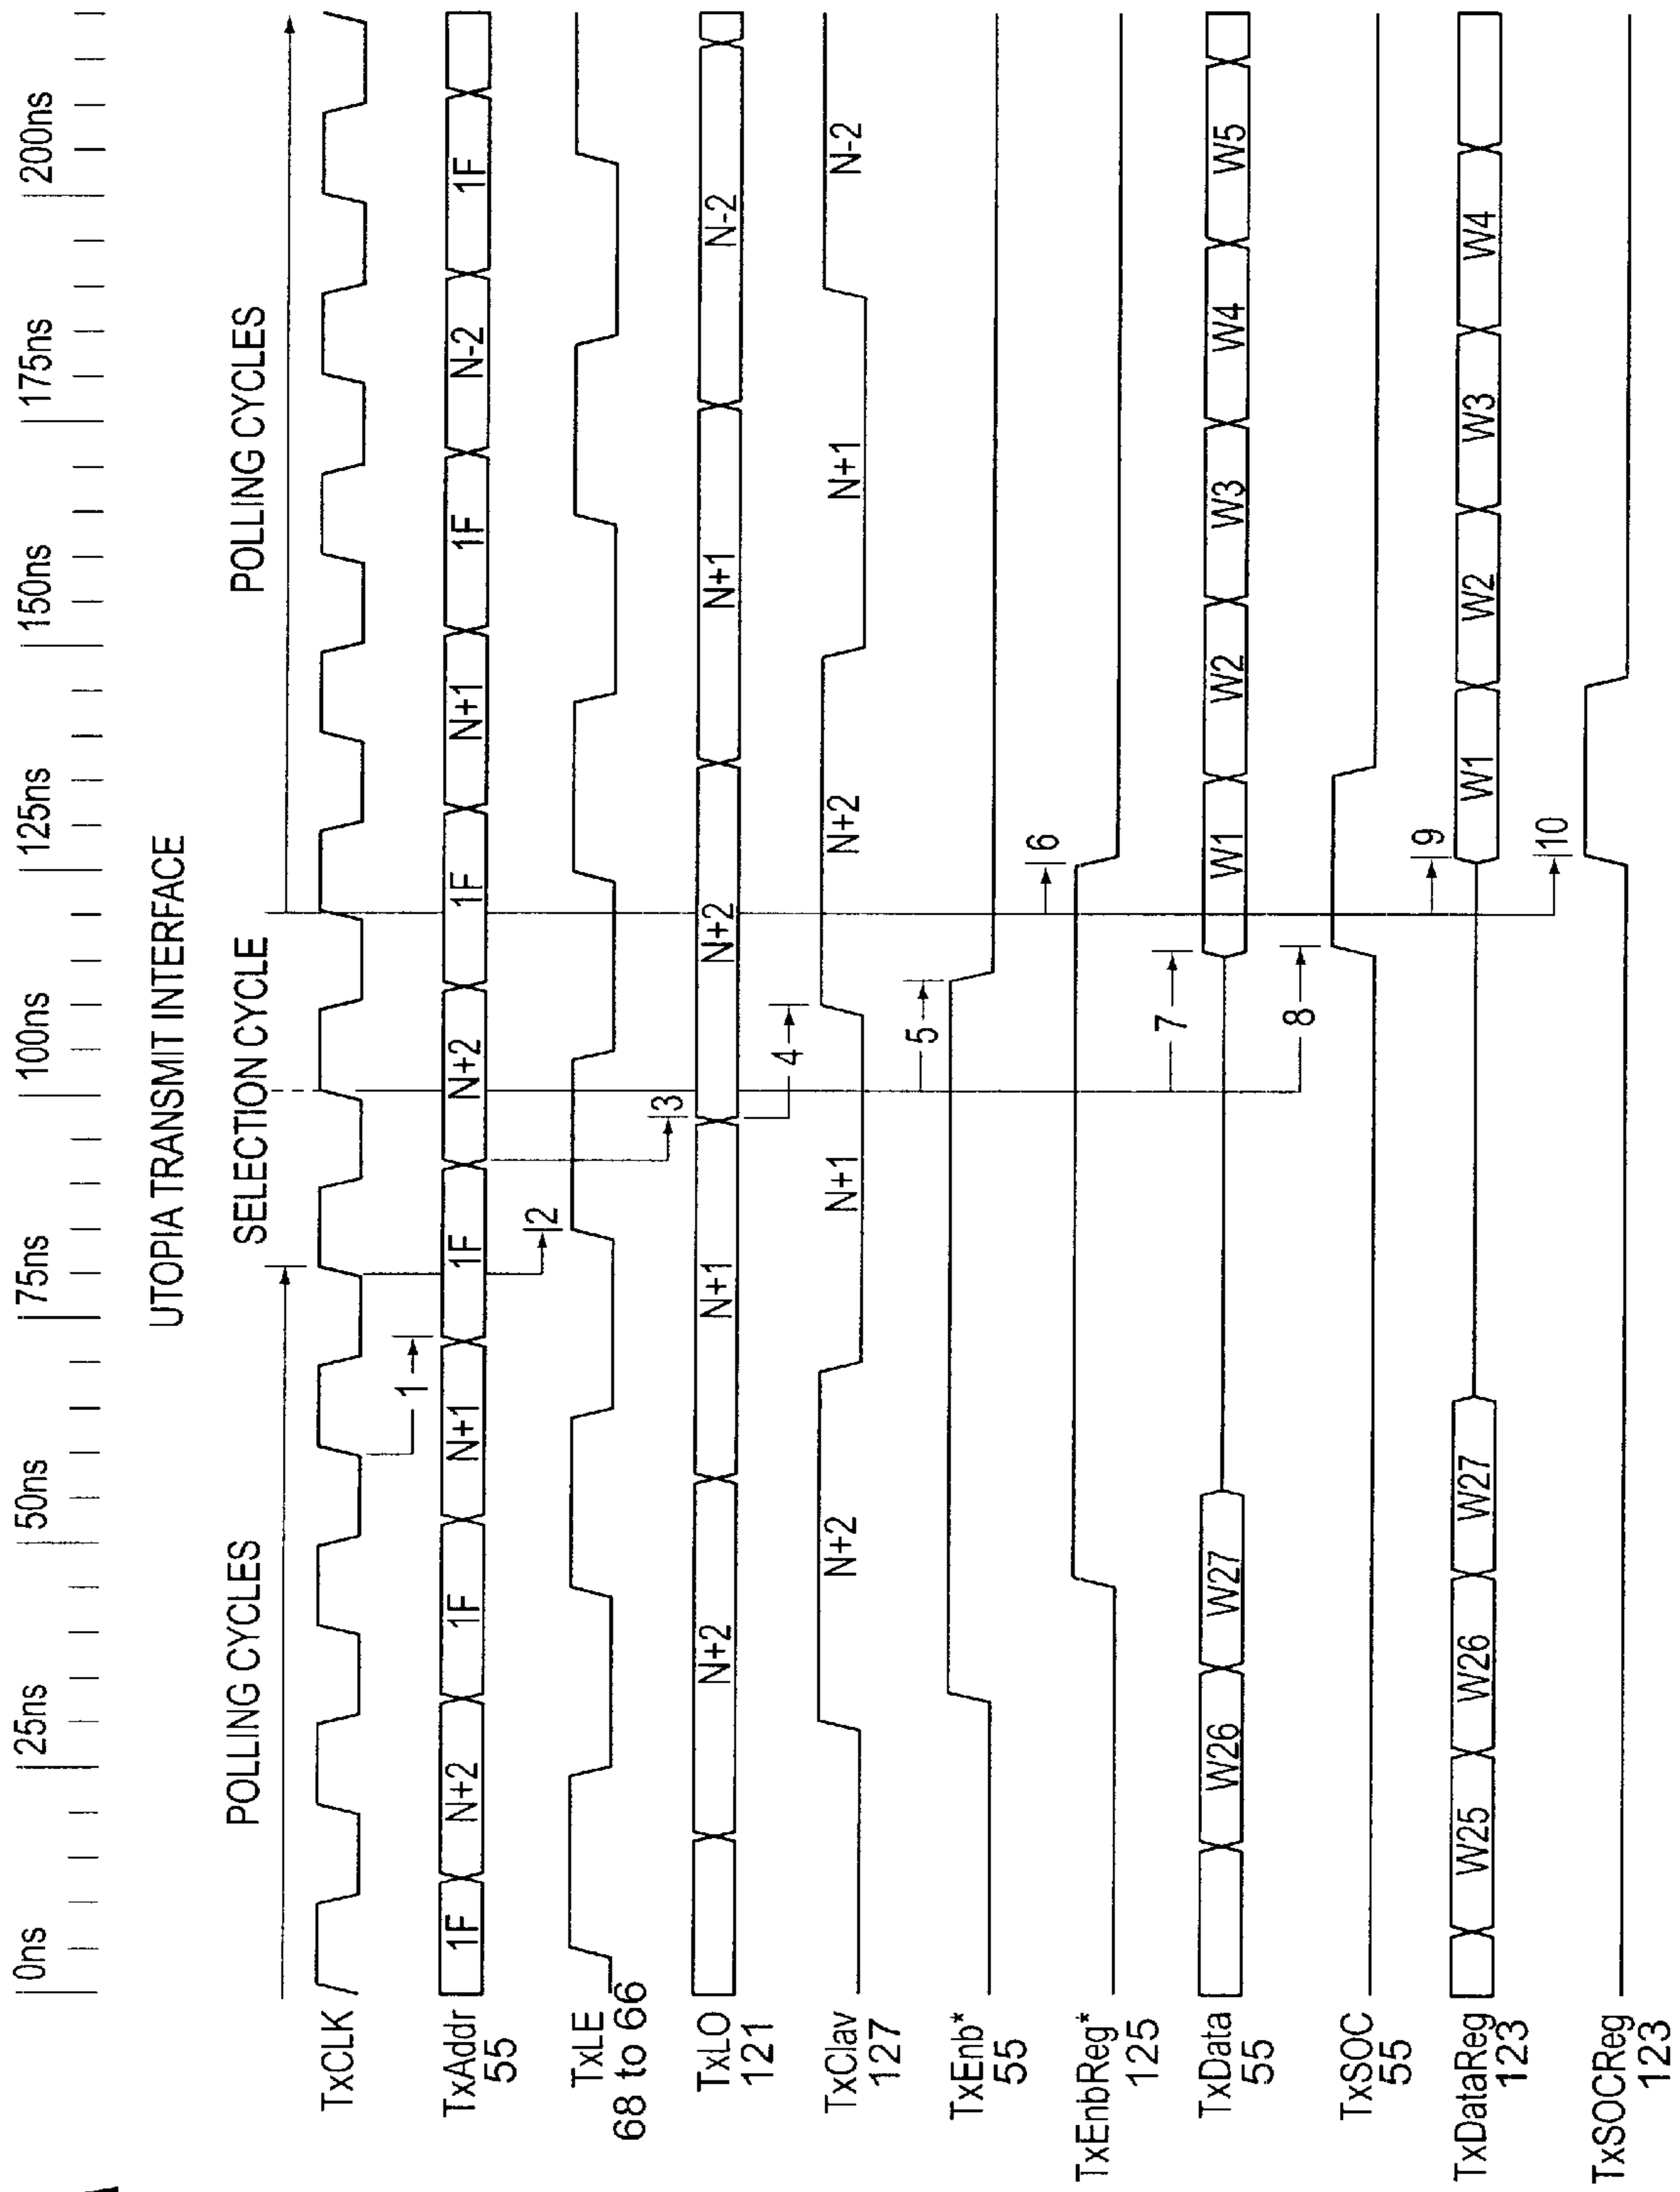 0ns 25ns 50ns 75ns 100ns 125ns 150ns 175ns 200ns
UTOPIA TRANSMIT INTERFACE
POLLING CYCLES SELECTION CYCLE POLLING CYCLES
TxCLK
1
TxAddr 1F N+2 1F N+1 1F N+2 1F N+1 1F N-2 1F
55
2
TxLE
68 to 66
3
TxLO N+2 N+1 N+2 N+1 N-2
121
4
TxClav N+2 N+1 N+2 N+1 N-2
127
5
TxEnb*
55
6
TxEnbReg*
125
7
TxData W26 W27 W1 W2 W3 W4 W5
55
8
TxSOC
55
9
TxDataReg W25 W26 W27 W1 W2 W3 W4
123
10
TxSOCReg
123